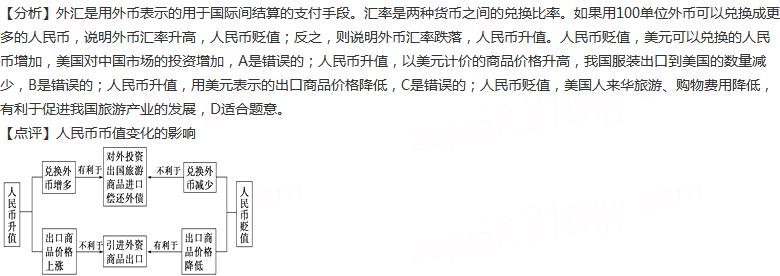 【分析】外汇是用外币表示的用于国际间结算的支付手段。汇率是两种货币之间的兑换比率。如果用100单位外币可以兑换成更
多的人民币，说明外币汇率升高，人民币贬值；反之，则说明外币汇率跌落，人民币升值。人民币贬值，美元可以兑换的人民
币增加，美国对中国市场的投资增加，A是错误的；人民币升值，以美元计价的商品价格升高，我国服装出口到美国的数量减
少，B是错误的；人民币升值，用美元表示的出口商品价格降低，C是错误的；人民币贬值，美国人来华旅游、购物费用降低，
有利于促进我国旅游产业的发展，D适合题意。
【点评】人民币币值变化的影响
人民币升值
兑换外
币增多
有利于
对外投资
出国旅游
商品进口
偿还外债
不利于
兑换外
币减少
人民币贬值
出口商
品价格
上涨
不利于
引进外资
商品出口
有利于
出口商
品价格
降低